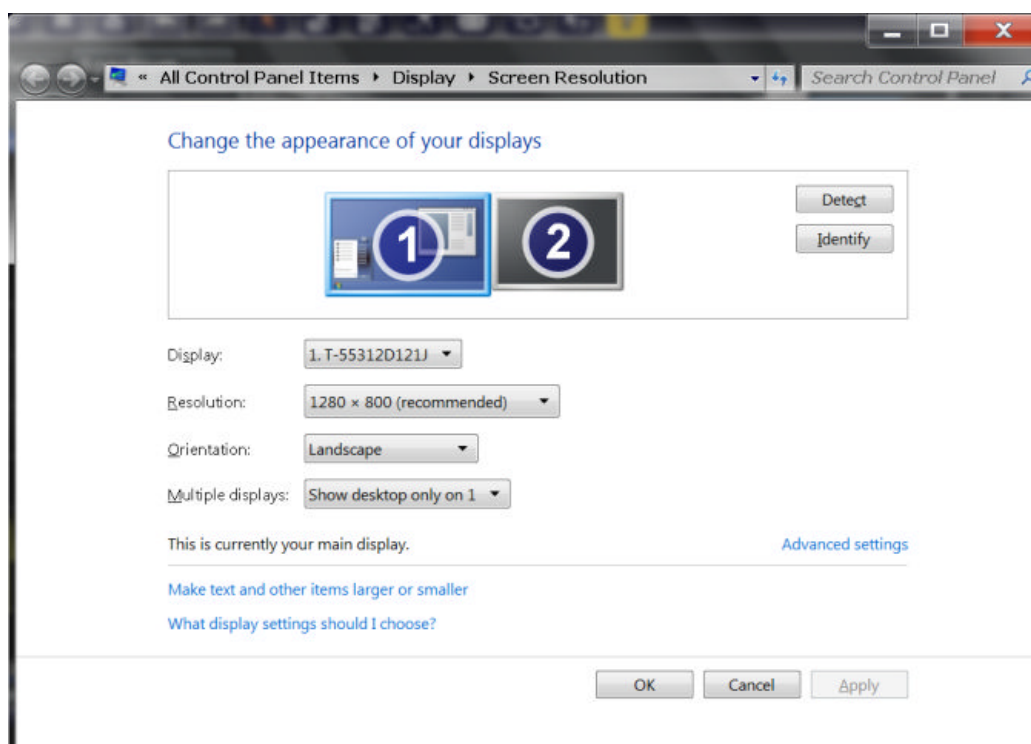 « All Control Panel Items Display Screen Resolution
Search Control Panel
Change the appearance of your displays
1
2
Detect
Identify
Display: 1. T-55312D121J
Resolution: 1280 × 800 (recommended)
Orientation: Landscape
Multiple displays: Show desktop only on 1
This is currently your main display. Advanced settings
Make text and other items larger or smaller
What display settings should I choose?
OK Cancel Apply